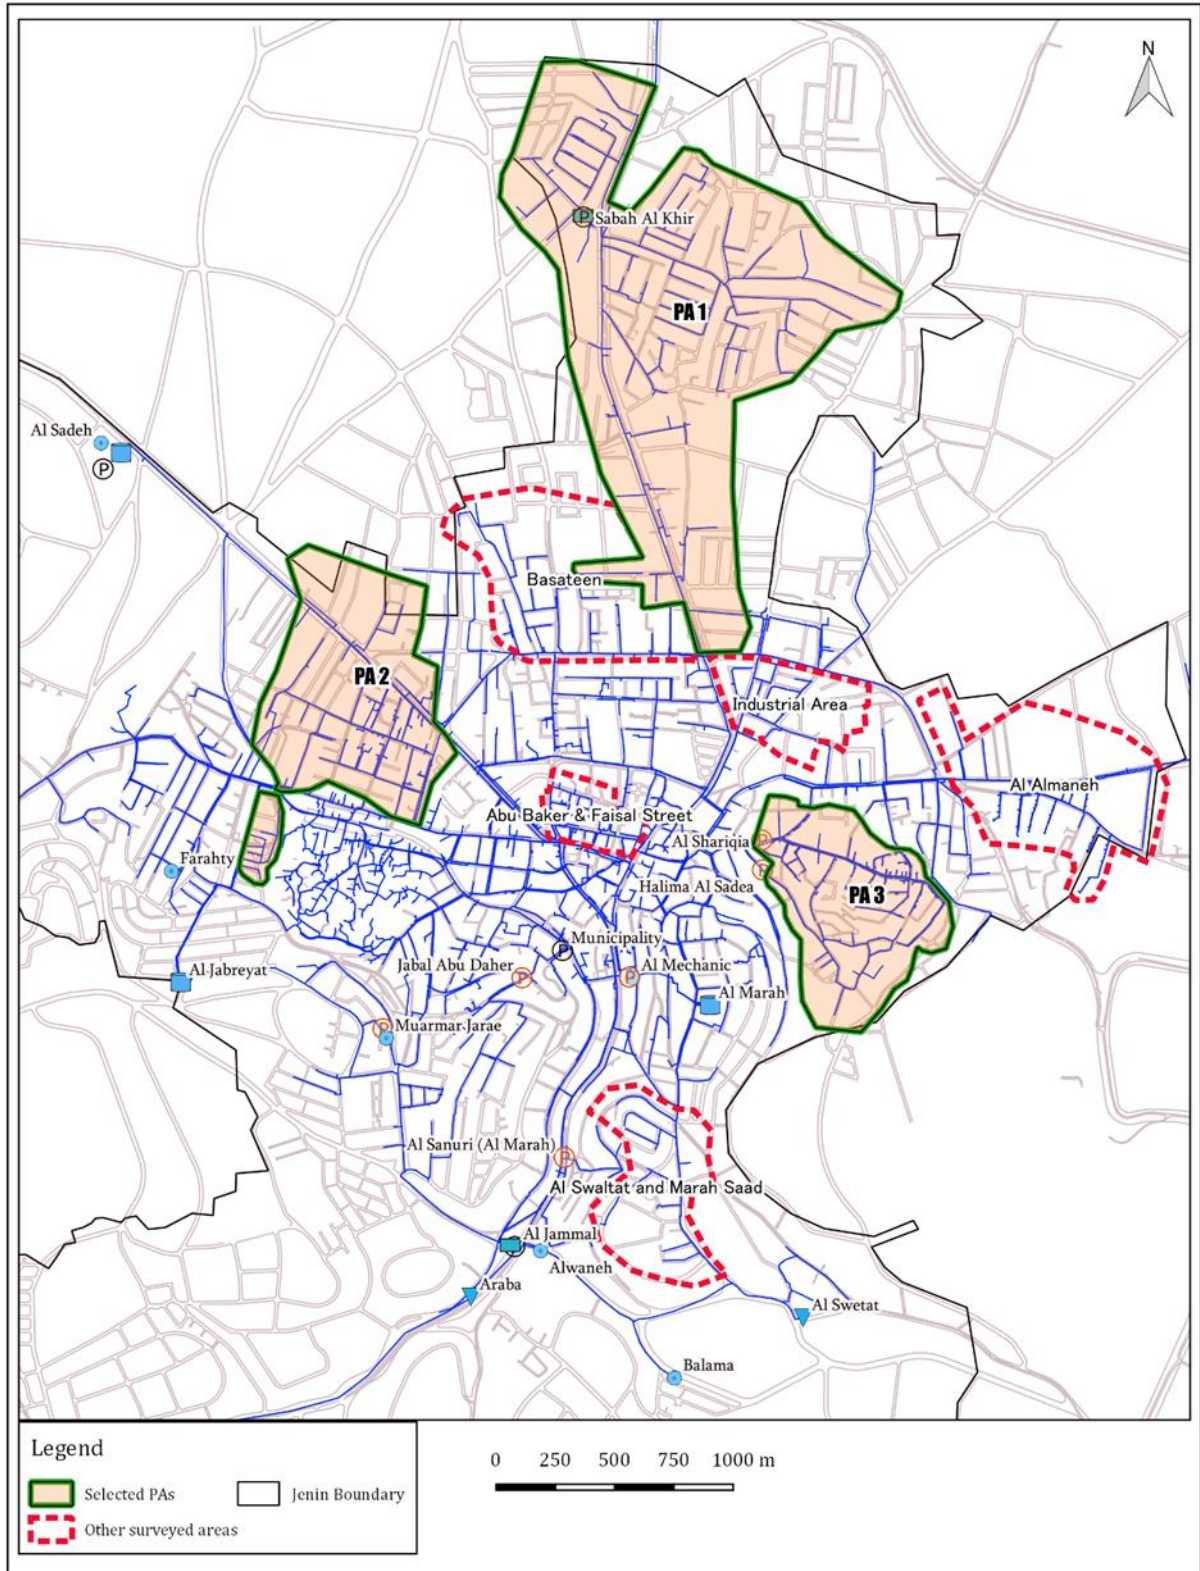 N
Sabah Al Khir
PA 1
Al Sadeh
P
Basateen
PA 2
Industrial Area
Al Almaneh
Abu Baker & Faisal Street
Al Shariqia
P
Farahty
Halima Al Sadea
P
PA 3
Municipality
P
Jabal Abu Daher
P
Al Mechanic
P
Al Jabreyat
Al Marah
Muarmar Jarae
P
Al Sanuri (Al Marah)
P
Al Swaltat and Marah Saad
Al Jammal
Alwaneh
Araba
Al Swetat
Balama
Legend
Selected PAs
Jenin Boundary
Other surveyed areas
0 250 500 750 1000 m